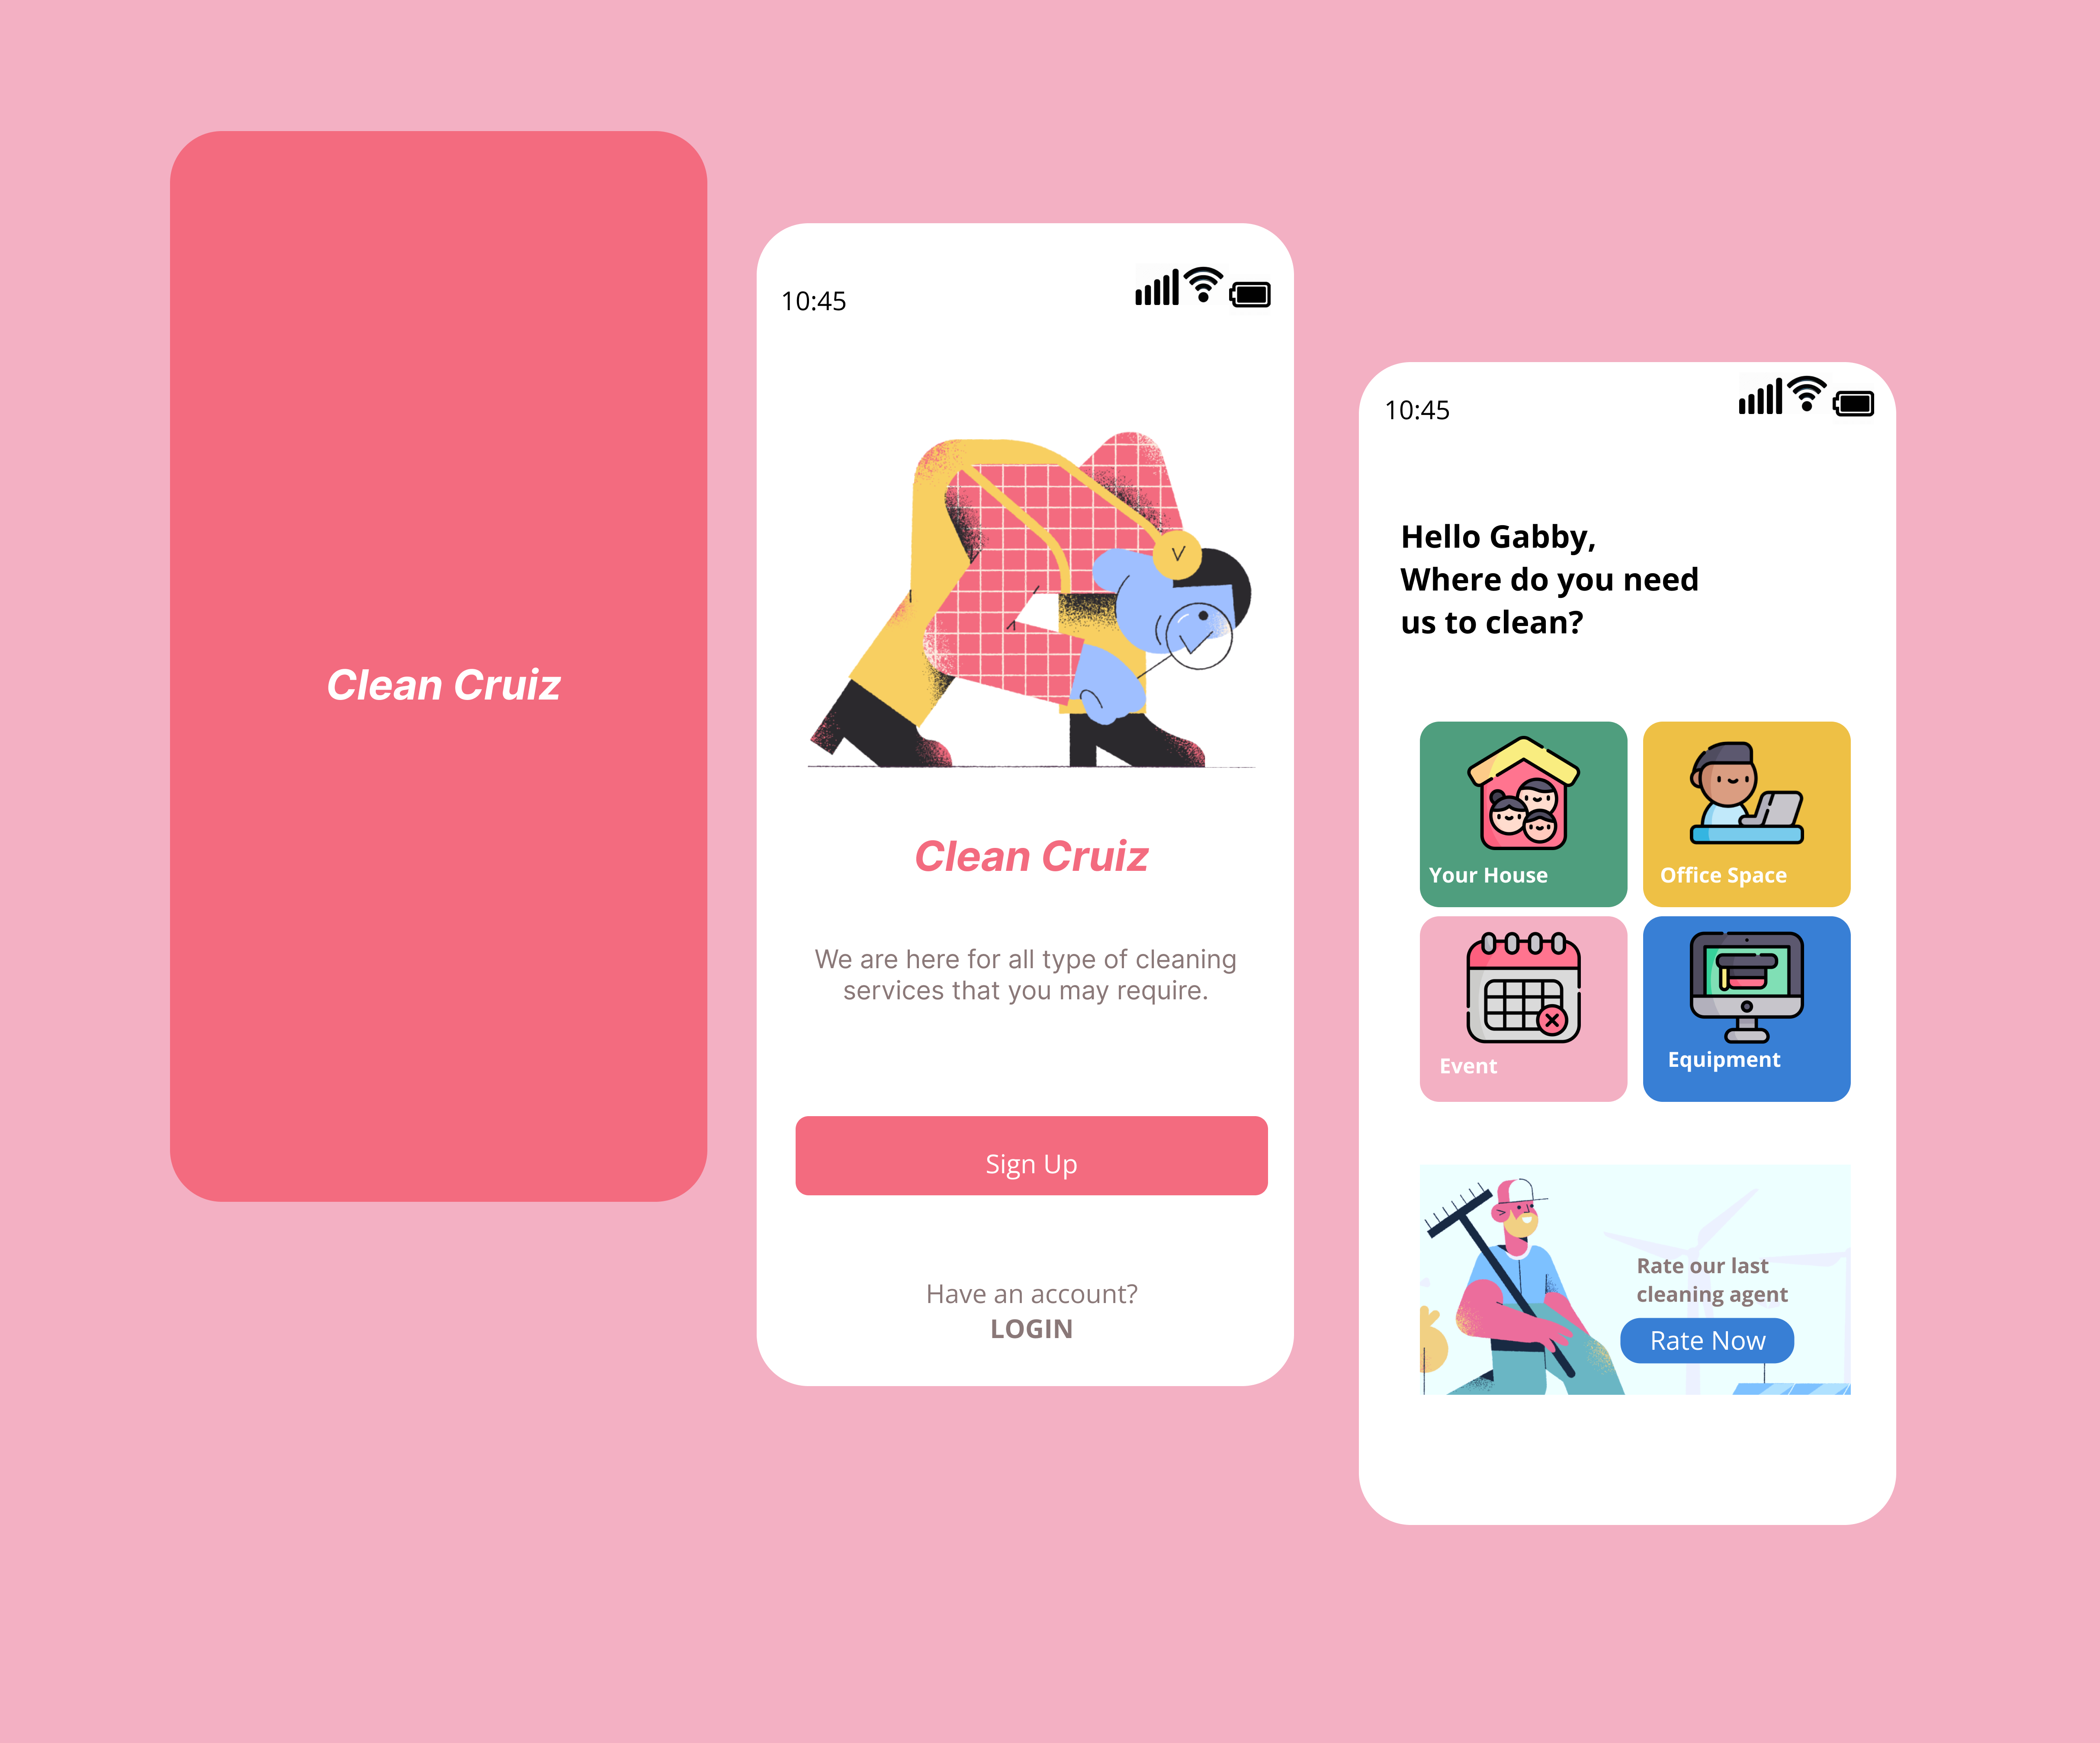 Clean Cruiz
10:45
Clean Cruiz
We are here for all type of cleaning
services that you may require.
Sign Up
Have an account?
LOGIN
10:45
Hello Gabby,
Where do you need
us to clean?
Your House
Office Space
Event
Equipment
Rate our last
cleaning agent
Rate Now